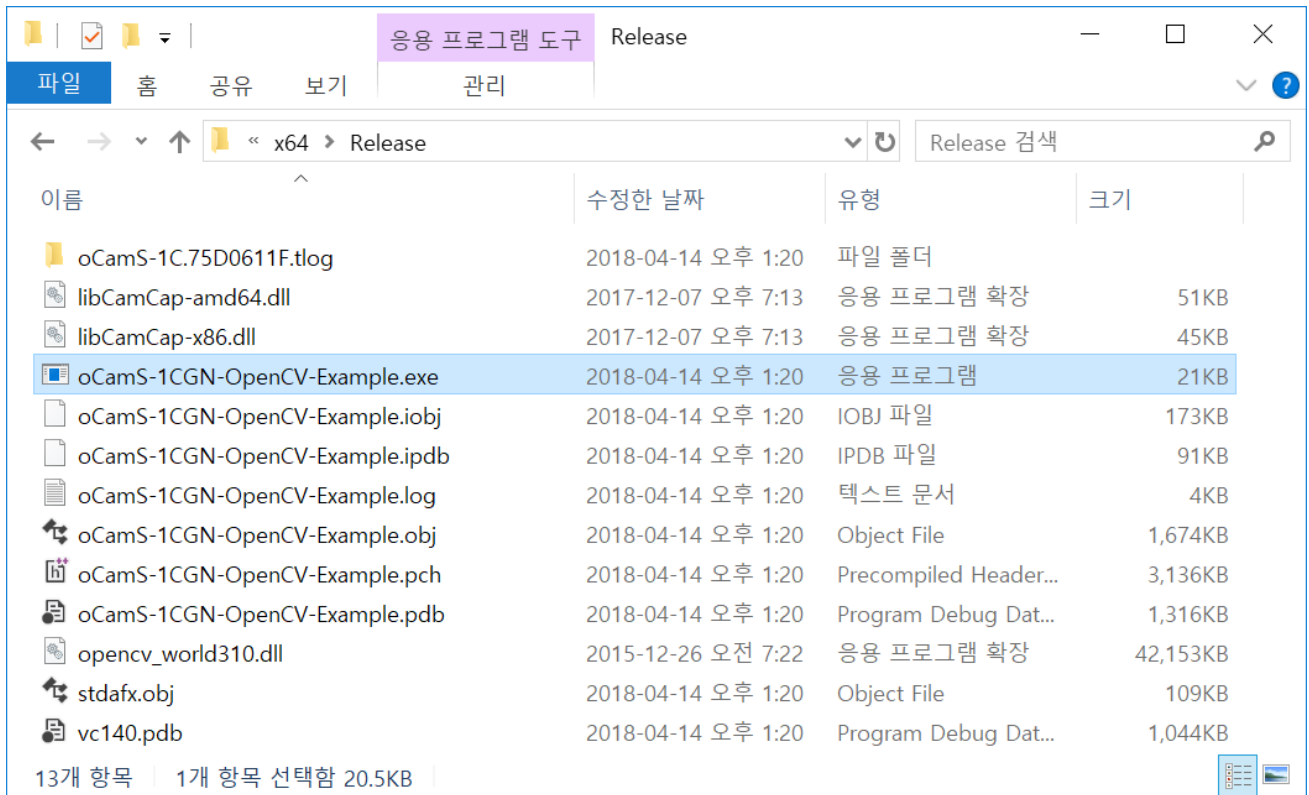 응용 프로그램 도구 Release
파일 홈 공유 보기 관리 ?
« x64 > Release Release 검색
이름 수정한 날짜 유형 크기
oCamS-1C.75D0611F.tlog 2018-04-14 오후 1:20 파일 폴더
libCamCap-amd64.dll 2017-12-07 오후 7:13 응용 프로그램 확장 51KB
libCamCap-x86.dll 2017-12-07 오후 7:13 응용 프로그램 확장 45KB
oCamS-1CGN-OpenCV-Example.exe 2018-04-14 오후 1:20 응용 프로그램 21KB
oCamS-1CGN-OpenCV-Example.iobj 2018-04-14 오후 1:20 IOBJ 파일 173KB
oCamS-1CGN-OpenCV-Example.ipdb 2018-04-14 오후 1:20 IPDB 파일 91KB
oCamS-1CGN-OpenCV-Example.log 2018-04-14 오후 1:20 텍스트 문서 4KB
oCamS-1CGN-OpenCV-Example.obj 2018-04-14 오후 1:20 Object File 1,674KB
oCamS-1CGN-OpenCV-Example.pch 2018-04-14 오후 1:20 Precompiled Header... 3,136KB
oCamS-1CGN-OpenCV-Example.pdb 2018-04-14 오후 1:20 Program Debug Dat... 1,316KB
opencv_world310.dll 2015-12-26 오전 7:22 응용 프로그램 확장 42,153KB
stdafx.obj 2018-04-14 오후 1:20 Object File 109KB
vc140.pdb 2018-04-14 오후 1:20 Program Debug Dat... 1,044KB
13개 항목 1개 항목 선택함 20.5KB